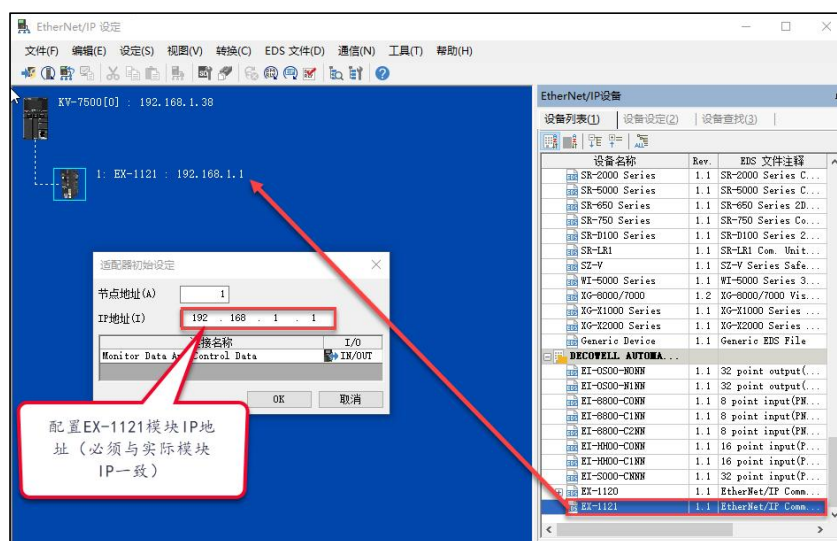 EtherNet/IP 设定
文件(F) 编辑(E) 设定(S) 视图(V) 转换(C) EDS 文件(D) 通信(N) 工具(T) 帮助(H)
KV-7500[0] : 192.168.1.38
1: EX-1121 : 192.168.1.1
适配器初始设定
节点地址(A) 1
IP地址(I) 192 . 168 . 1 . 1
连接名称 I/O
Monitor Data A Control Data IN/OUT
OK 取消
配置EX-1121模块IP地
址（必须与实际模块
IP一致）
EtherNet/IP设备
设备列表(1) 设备设定(2) 设备查找(3)
设备名称 Rev. EDS 文件注释
SR-2000 Series 1.1 SR-2000 Series C...
SR-5000 Series 1.1 SR-5000 Series C...
SR-650 Series 1.1 SR-650 Series 2D...
SR-750 Series 1.1 SR-750 Series Co...
SR-D100 Series 1.1 SR-D100 Series 2...
SR-LR1 1.1 SR-LR1 Com. Unit...
SZ-V 1.1 SZ-V Series Safe...
WI-5000 Series 1.1 WI-5000 Series 3...
XG-8000/7000 1.2 XG-8000/7000 Vis...
XG-X1000 Series 1.1 XG-X1000 Series ...
XG-X2000 Series 1.1 XG-X2000 Series ...
Generic Device 1.1 Generic EDS File
DECOWELL AUTOMA...
EI-0S00-N0NN 1.1 32 point output(...
EI-0S00-N1NN 1.1 32 point output(...
EI-8800-C0NN 1.1 8 point input(PN...
EI-8800-C1NN 1.1 8 point input(PN...
EI-8800-C2NN 1.1 8 point input(PN...
EI-HH00-C0NN 1.1 16 point input(P...
EI-HH00-C1NN 1.1 16 point input(P...
EI-S000-CNNN 1.1 32 point input(P...
EX-1120 1.1 EtherNet/IP Comm...
EX-1121 1.1 EtherNet/IP Comm...